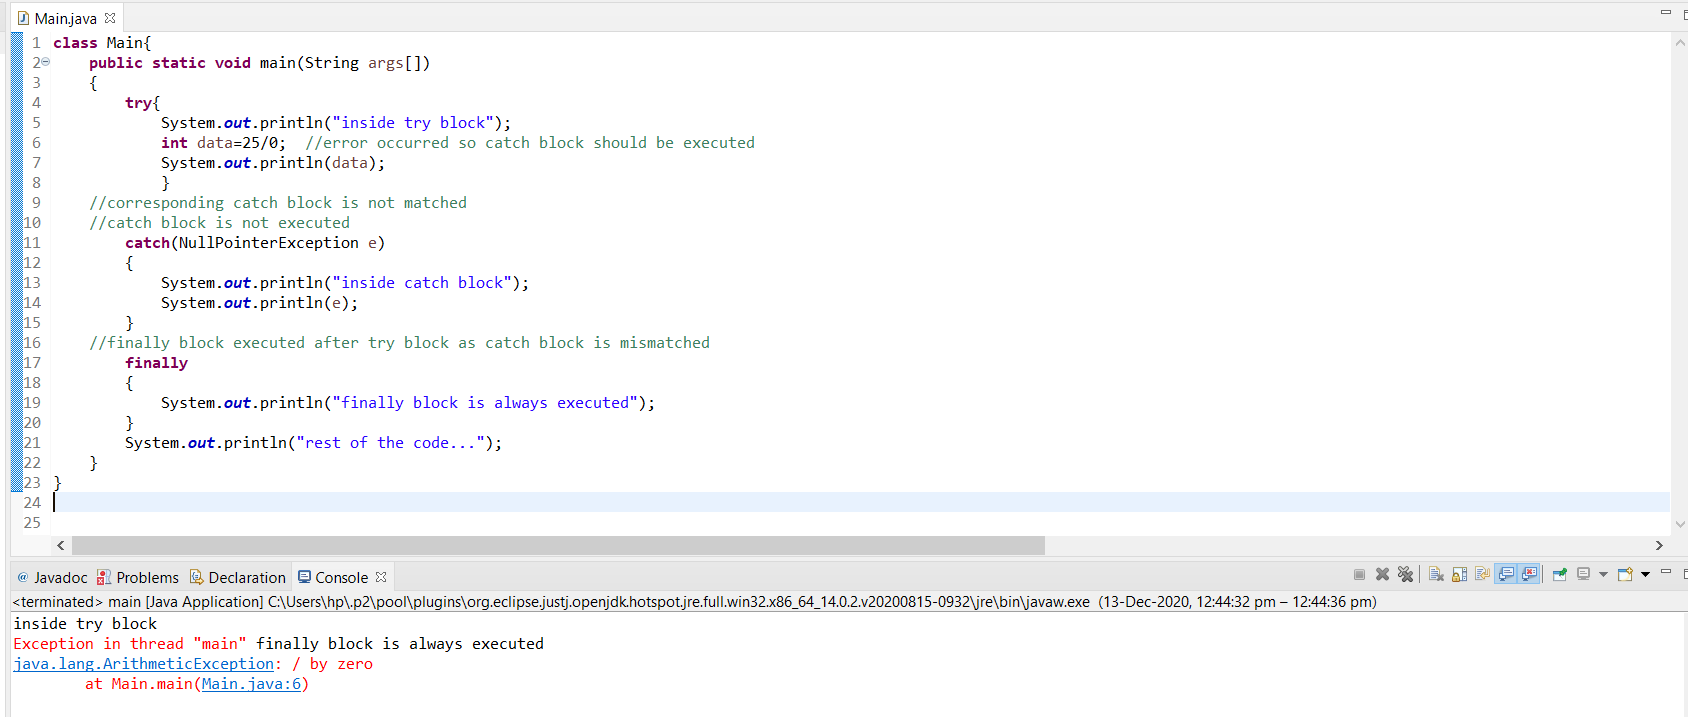 Main.java
1 class Main{
2 public static void main(String args[])
3 {
4 try{
5 System.out.println("inside try block");
6 int data=25/0;  //error occurred so catch block should be executed
7 System.out.println(data);
8 }
9 //corresponding catch block is not matched
10 //catch block is not executed
11 catch(NullPointerException e)
12 {
13 System.out.println("inside catch block");
14 System.out.println(e);
15 }
16 //finally block executed after try block as catch block is mismatched
17 finally
18 {
19 System.out.println("finally block is always executed");
20 }
21 System.out.println("rest of the code...");
22 }
23 }
24
25
@ Javadoc Problems Declaration Console
<terminated> main [Java Application] C:\Users\hp\.p2\pool\plugins\org.eclipse.justj.openjdk.hotspot.jre.full.win32.x86_64_14.0.2.v20200815-0932\jre\bin\javaw.exe (13-Dec-2020, 12:44:32 pm – 12:44:36 pm)
inside try block
Exception in thread "main" finally block is always executed
java.lang.ArithmeticException: / by zero
at Main.main(Main.java:6)